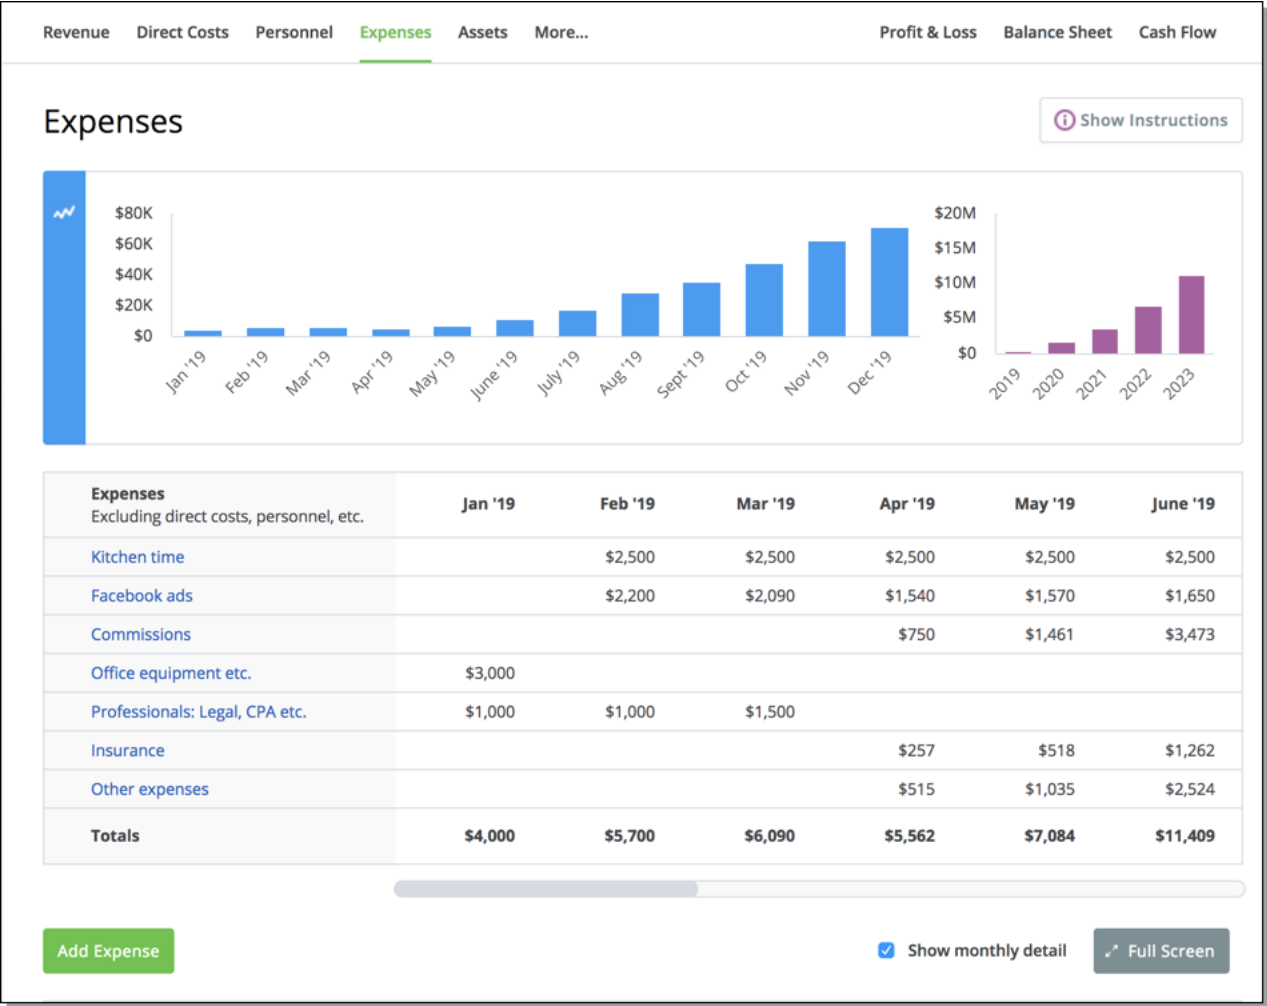 Revenue Direct Costs Personnel Expenses Assets More... Profit & Loss Balance Sheet Cash Flow
Expenses
Show Instructions
$80K
$60K
$40K
$20K
$0
Jan '19 Feb '19 Mar '19 Apr '19 May '19 June '19 July '19 Aug '19 Sept '19 Oct '19 Nov '19 Dec '19
$20M
$15M
$10M
$5M
$0
2019 2020 2021 2022 2023
Expenses
Excluding direct costs, personnel, etc.
Jan '19 Feb '19 Mar '19 Apr '19 May '19 June '19
Kitchen time $2,500 $2,500 $2,500 $2,500 $2,500
Facebook ads $2,200 $2,090 $1,540 $1,570 $1,650
Commissions $750 $1,461 $3,473
Office equipment etc. $3,000
Professionals: Legal, CPA etc. $1,000 $1,000 $1,500
Insurance $257 $518 $1,262
Other expenses $515 $1,035 $2,524
Totals $4,000 $5,700 $6,090 $5,562 $7,084 $11,409
Add Expense Show monthly detail Full Screen